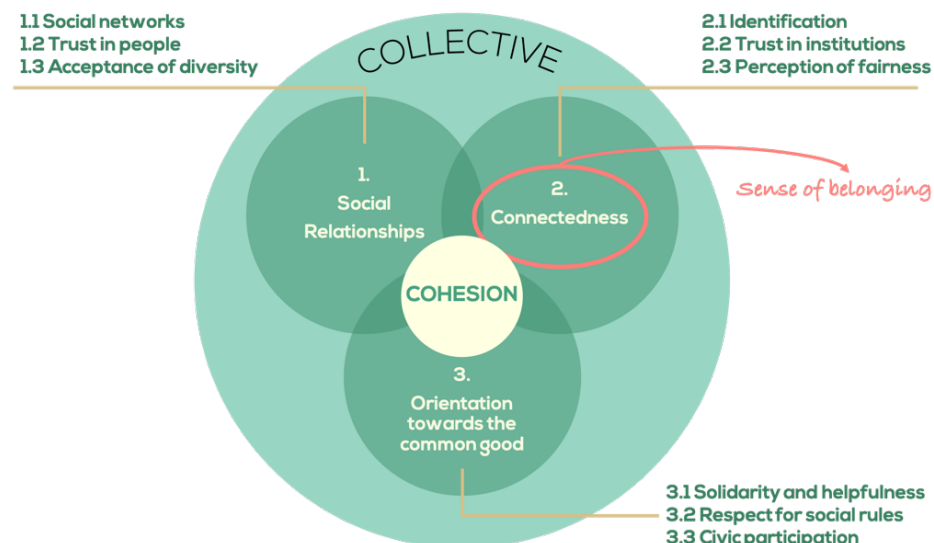 1.1 Social networks
1.2 Trust in people
1.3 Acceptance of diversity
2.1 Identification
2.2 Trust in institutions
2.3 Perception of fairness
COLLECTIVE
1.
Social
Relationships
2.
Connectedness
Sense of belonging
COHESION
3.
Orientation
towards the
common good
3.1 Solidarity and helpfulness
3.2 Respect for social rules
3.3 Civic participation